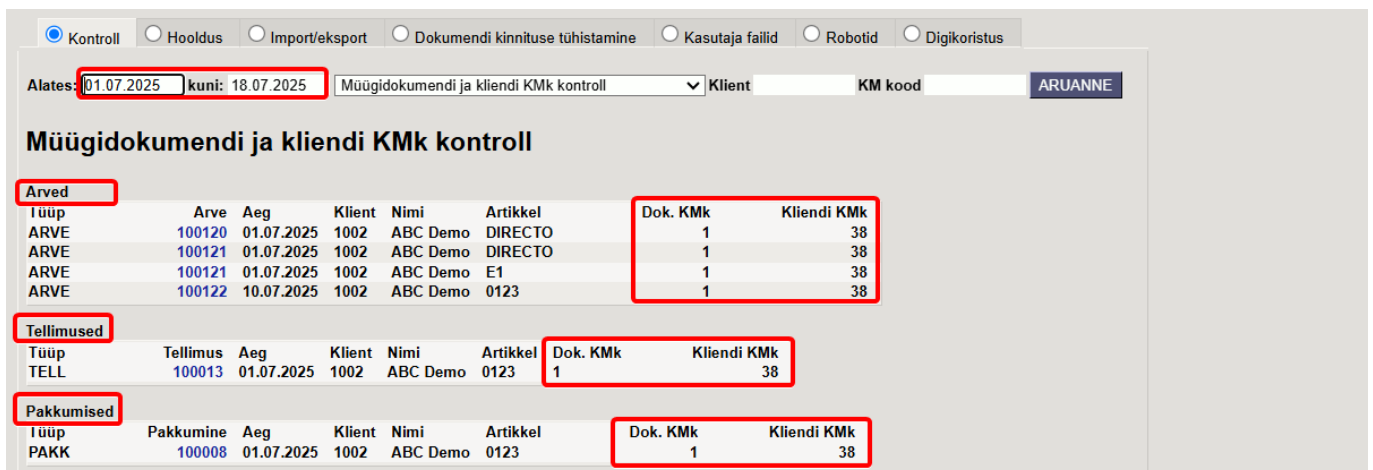 Kontroll Hooldus Import/eksport Dokumendi kinnituse tühistamine Kasutaja failid Robotid Digikoristus
Alates: 01.07.2025 kuni: 18.07.2025 Müügidokumendi ja kliendi KMk kontroll Klient KM kood ARUANNE
Müügidokumendi ja kliendi KMk kontroll
Arved
Tüüp Arve Aeg Klient Nimi Artikkel Dok. KMk Kliendi KMk
ARVE 100120 01.07.2025 1002 ABC Demo DIRECTO 1 38
ARVE 100121 01.07.2025 1002 ABC Demo DIRECTO 1 38
ARVE 100121 01.07.2025 1002 ABC Demo E1 1 38
ARVE 100122 10.07.2025 1002 ABC Demo 0123 1 38
Tellimused
Tüüp Tellimus Aeg Klient Nimi Artikkel Dok. KMk Kliendi KMk
TELL 100013 01.07.2025 1002 ABC Demo 0123 1 38
Pakkumised
Tüüp Pakkumine Aeg Klient Nimi Artikkel Dok. KMk Kliendi KMk
PAKK 100008 01.07.2025 1002 ABC Demo 0123 1 38